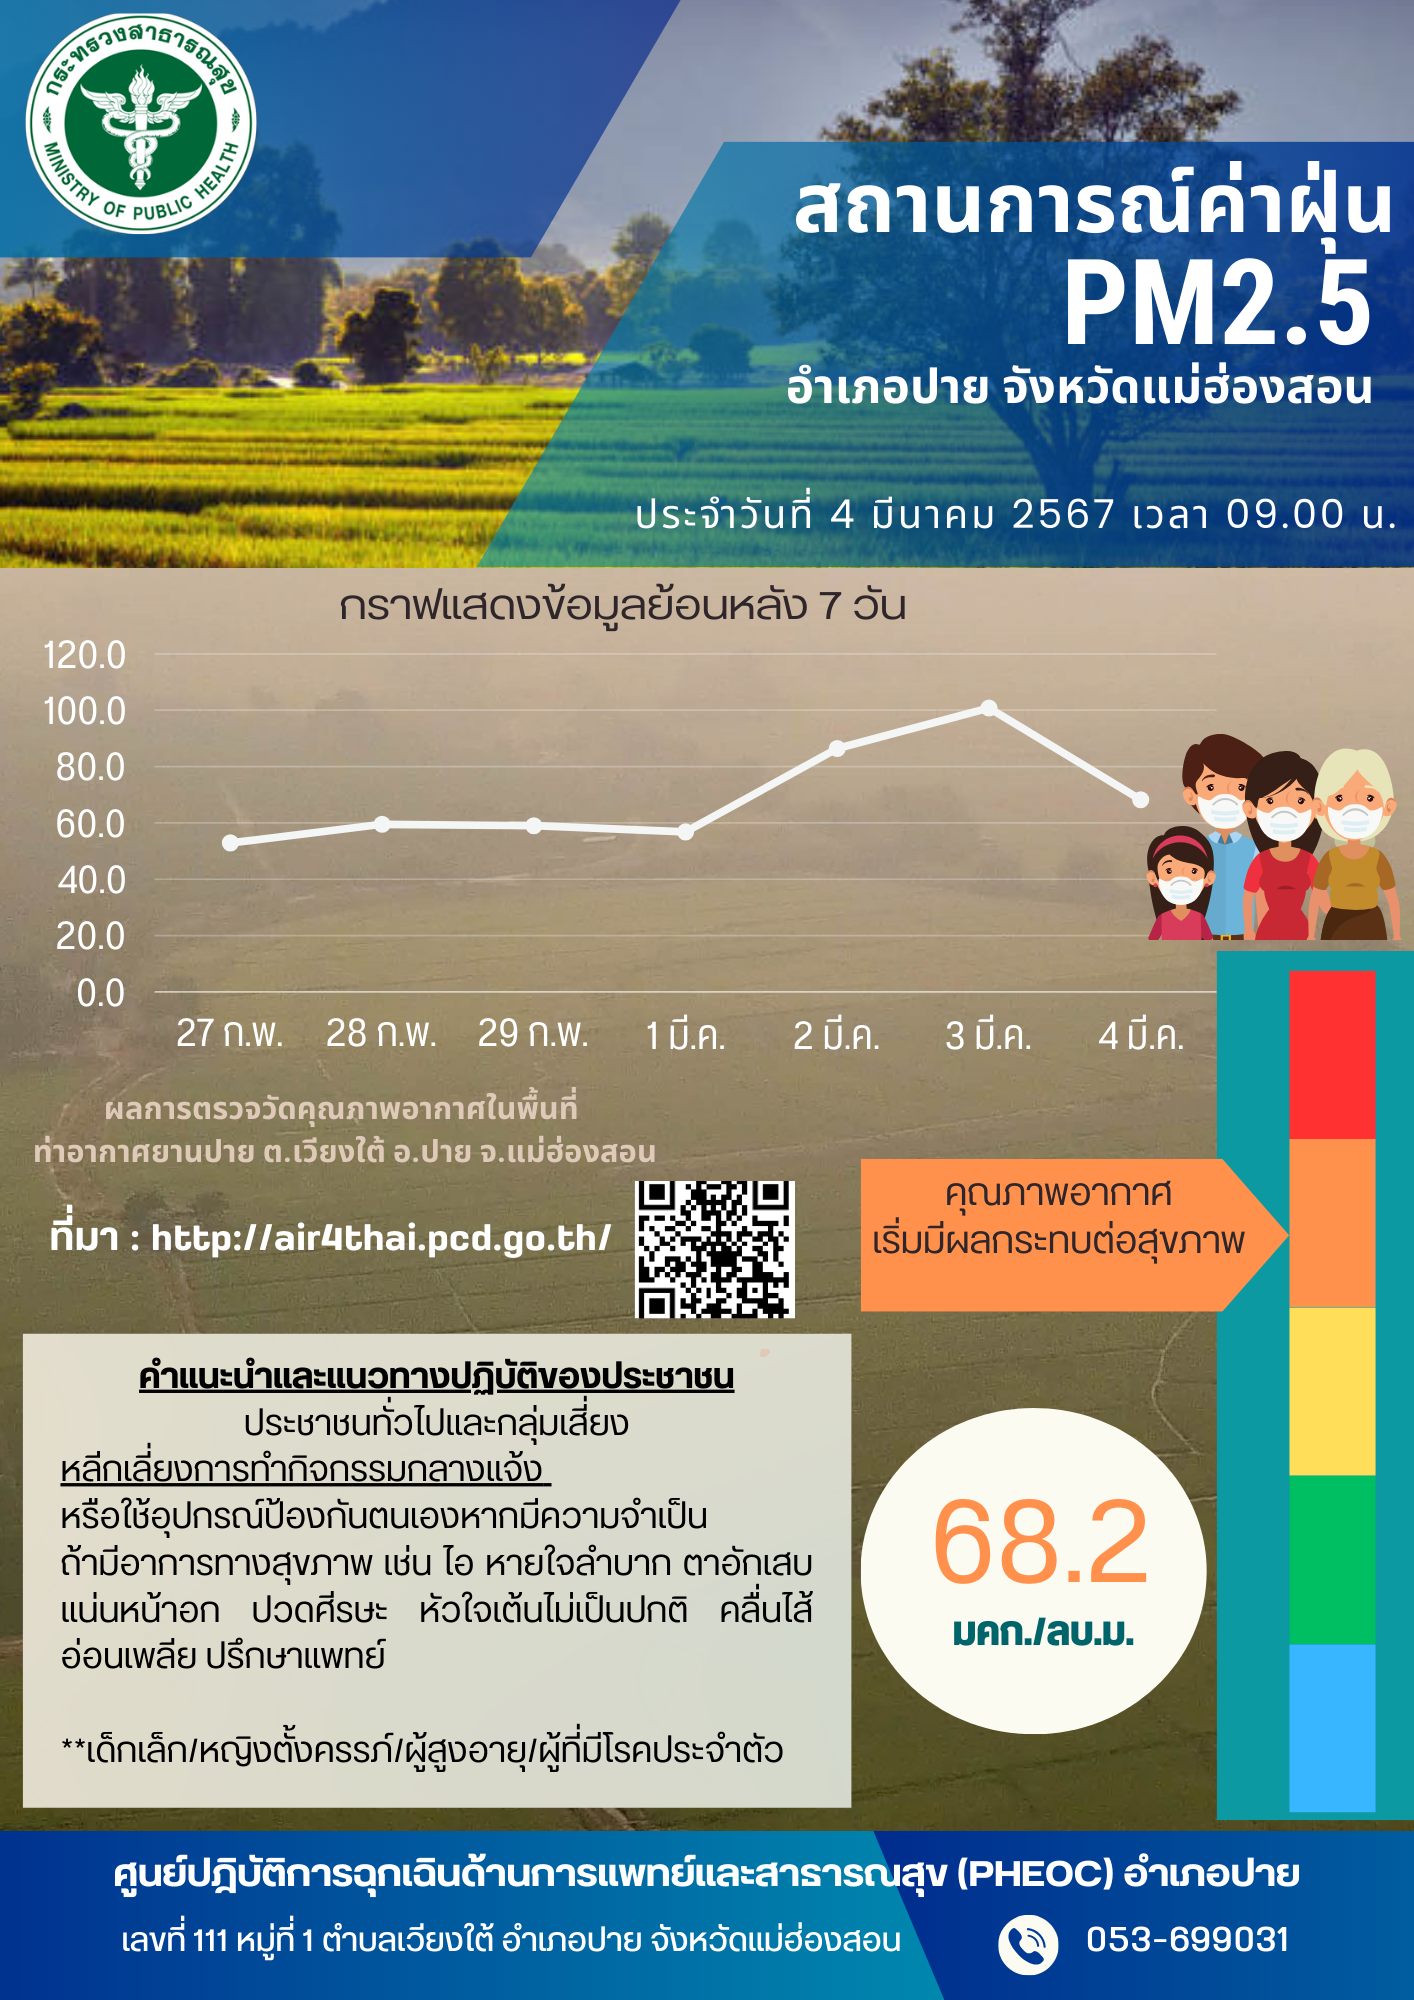 กระทรวงสาธารณสุข
MINISTRY OF PUBLIC HEALTH
สถานการณ์ค่าฝุ่น
PM2.5
อำเภอปาย จังหวัดแม่ฮ่องสอน
ประจำวันที่ 4 มีนาคม 2567 เวลา 09.00 น.
กราฟแสดงข้อมูลย้อนหลัง 7 วัน
120.0
100.0
80.0
60.0
40.0
20.0
0.0
27 ก.พ. 28 ก.พ. 29 ก.พ. 1 มี.ค. 2 มี.ค. 3 มี.ค. 4 มี.ค.
ผลการตรวจวัดคุณภาพอากาศในพื้นที่
ท่าอากาศยานปาย ต.เวียงใต้ อ.ปาย จ.แม่ฮ่องสอน
ที่มา : http://air4thai.pcd.go.th/
คุณภาพอากาศ
เริ่มมีผลกระทบต่อสุขภาพ
คำแนะนำและแนวทางปฏิบัติของประชาชน
ประชาชนทั่วไปและกลุ่มเสี่ยง
หลีกเลี่ยงการทำกิจกรรมกลางแจ้ง
หรือใช้อุปกรณ์ป้องกันตนเองหากมีความจำเป็น
ถ้ามีอาการทางสุขภาพ เช่น ไอ หายใจลำบาก ตาอักเสบ
แน่นหน้าอก ปวดศีรษะ หัวใจเต้นไม่เป็นปกติ คลื่นไส้
อ่อนเพลีย ปรึกษาแพทย์
**เด็กเล็ก/หญิงตั้งครรภ์/ผู้สูงอายุ/ผู้ที่มีโรคประจำตัว
68.2
มคก./ลบ.ม.
ศูนย์ปฎิบัติการฉุกเฉินด้านการแพทย์และสาธารณสุข (PHEOC) อำเภอปาย
เลขที่ 111 หมู่ที่ 1 ตำบลเวียงใต้ อำเภอปาย จังหวัดแม่ฮ่องสอน
053-699031